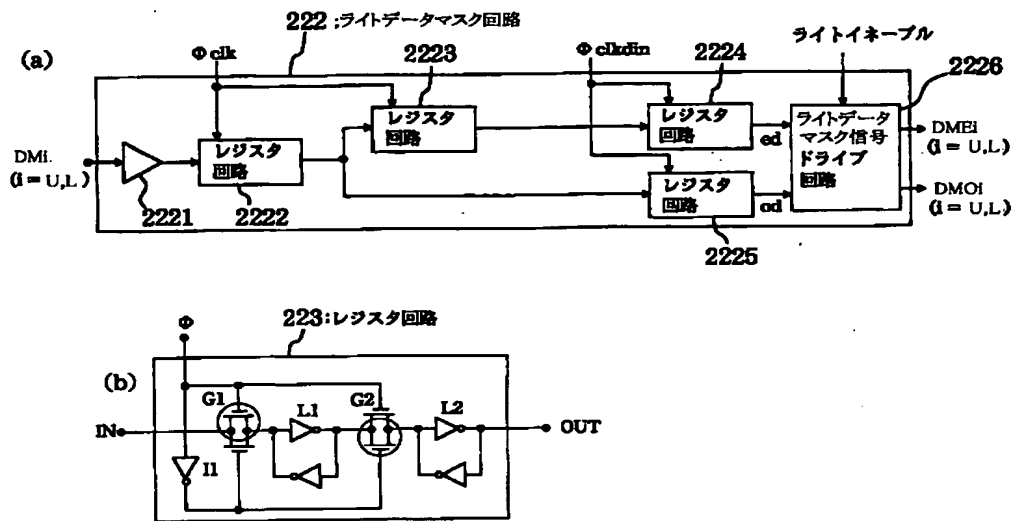 222:ライトデータマスク回路
(a)
Φclk
2223
Φclkdin
2224
ライトイネーブル
2226
DMi.
(i=U,L)
2221
レジスタ
回路
2222
レジスタ
回路
レジスタ
回路
ed
レジスタ
回路
od
2225
ライトデータ
マスク信号
ドライブ
回路
DMEi
(i=U,L)
DMOi
(i=U,L)
223:レジスタ回路
(b)
Φ
IN
G1
L1
G2
L2
OUT
I1